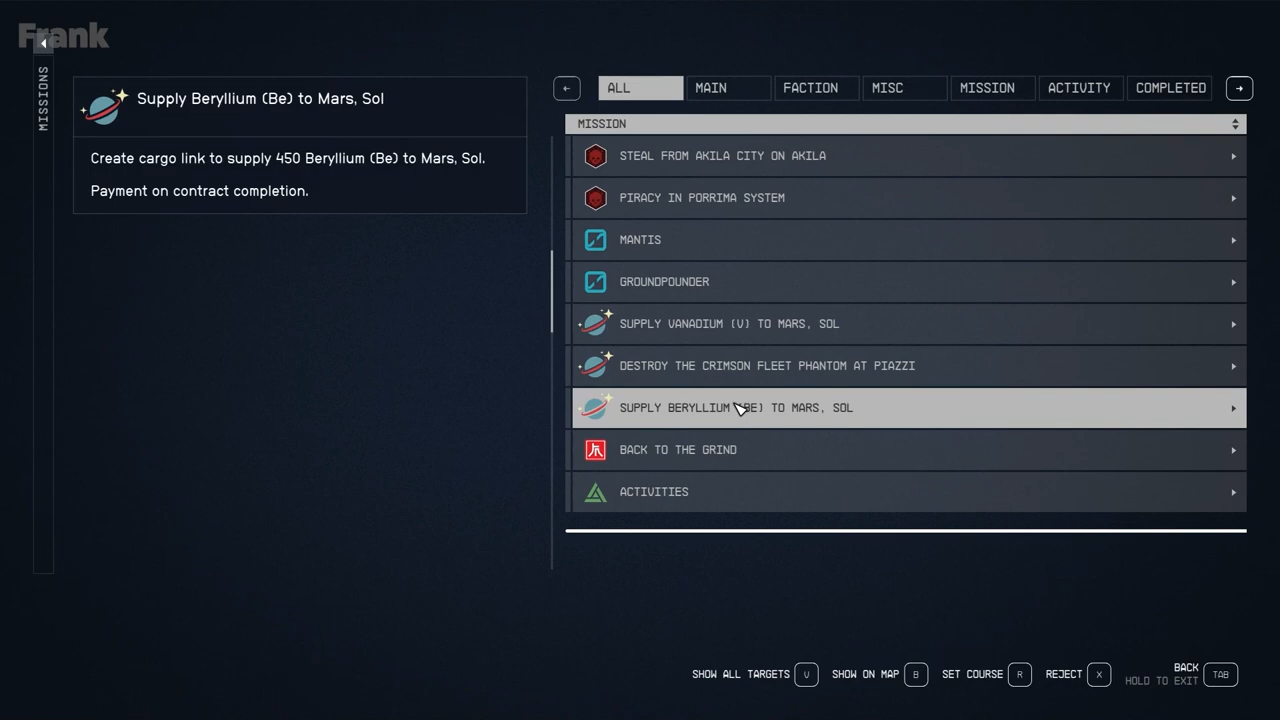 Frank
MISSIONS
Supply Beryllium (Be) to Mars, Sol
Create cargo link to supply 450 Beryllium (Be) to Mars, Sol.
Payment on contract completion.
ALL
MAIN
FACTION
MISC
MISSION
ACTIVITY
COMPLETED
MISSION
STEAL FROM AKILA CITY ON AKILA
PIRACY IN PORRIMA SYSTEM
MANTIS
GROUNDPOUNDER
SUPPLY VANADIUM (V) TO MARS, SOL
DESTROY THE CRIMSON FLEET PHANTOM AT PIAZZI
SUPPLY BERYLLIUM (BE) TO MARS, SOL
BACK TO THE GRIND
ACTIVITIES
SHOW ALL TARGETS V SHOW ON MAP B SET COURSE R REJECT X BACK TAB
HOLD TO EXIT